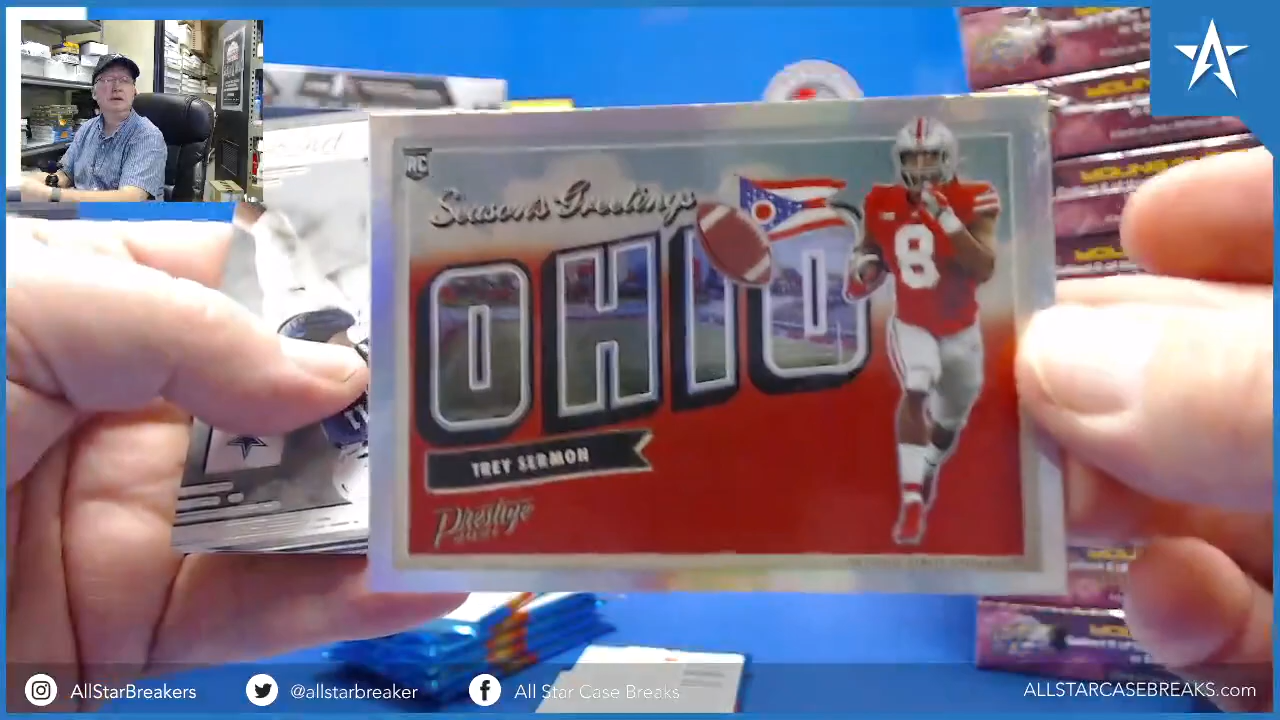 RC
Season's Greetings
OHIO
8
TREY SERMON
Prestige
AllStarBreakers
@allstarbreaker
All Star Case Breaks
ALLSTARCASEBREAKS.com